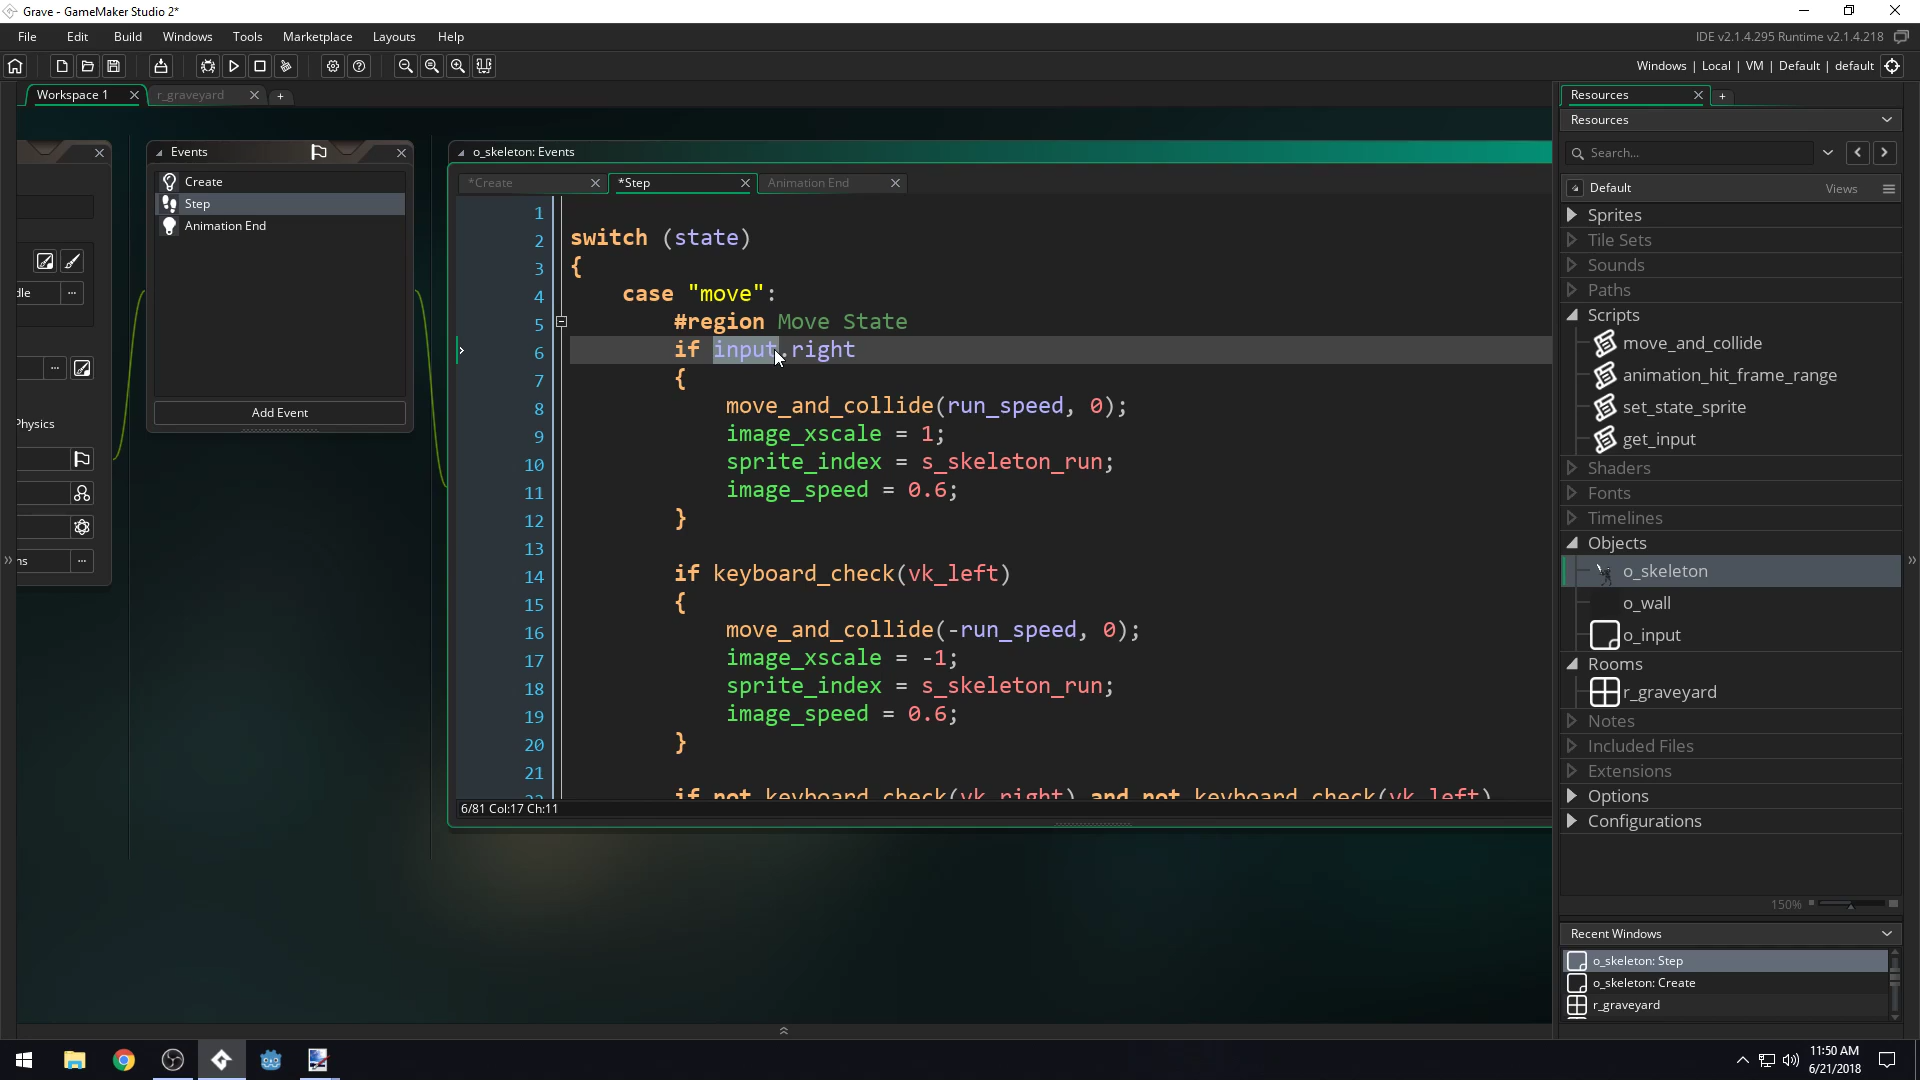 Grave - GameMaker Studio 2*
File Edit Build Windows Tools Marketplace Layouts Help
IDE v2.1.4.295 Runtime v2.1.4.218
Windows | Local | VM | Default | default
Workspace 1
r_graveyard
Events
Create
Step
Animation End
Add Event
dle
Physics
ns
o_skeleton: Events
*Create
*Step
Animation End
1
2 switch (state)
3 {
4 case "move":
5 #region Move State
6 if input.right
7 {
8 move_and_collide(run_speed, 0);
9 image_xscale = 1;
10 sprite_index = s_skeleton_run;
11 image_speed = 0.6;
12 }
13
14 if keyboard_check(vk_left)
15 {
16 move_and_collide(-run_speed, 0);
17 image_xscale = -1;
18 sprite_index = s_skeleton_run;
19 image_speed = 0.6;
20 }
21
22 if not keyboard_check(vk_right) and not keyboard_check(vk_left)
6/81 Col:17 Ch:11
Resources
Resources
Search...
Default Views
Sprites
Tile Sets
Sounds
Paths
Scripts
move_and_collide
animation_hit_frame_range
set_state_sprite
get_input
Shaders
Fonts
Timelines
Objects
o_skeleton
o_wall
o_input
Rooms
r_graveyard
Notes
Included Files
Extensions
Options
Configurations
150%
Recent Windows
o_skeleton: Step
o_skeleton: Create
r_graveyard
11:50 AM
6/21/2018